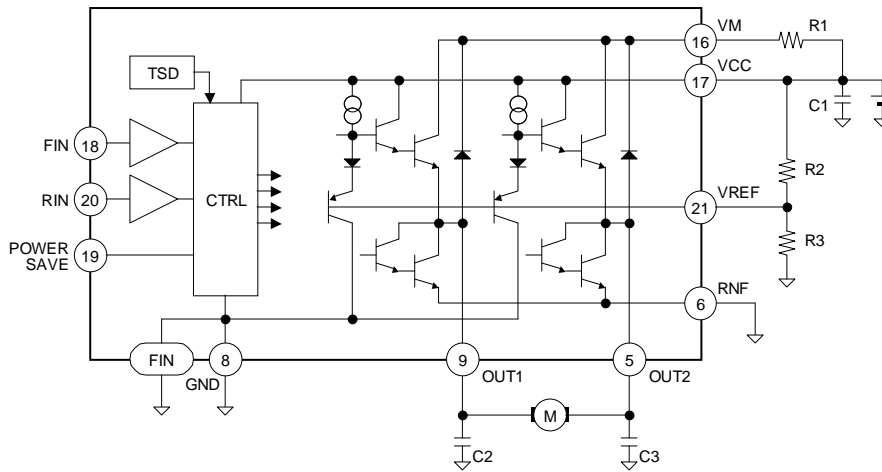 VM
R1
16
VCC
TSD
17
C1
FIN
18
R2
RIN
20
CTRL
VREF
21
POWER
SAVE
19
R3
RNF
6
FIN
8
GND
9
OUT1
5
OUT2
M
C2
C3